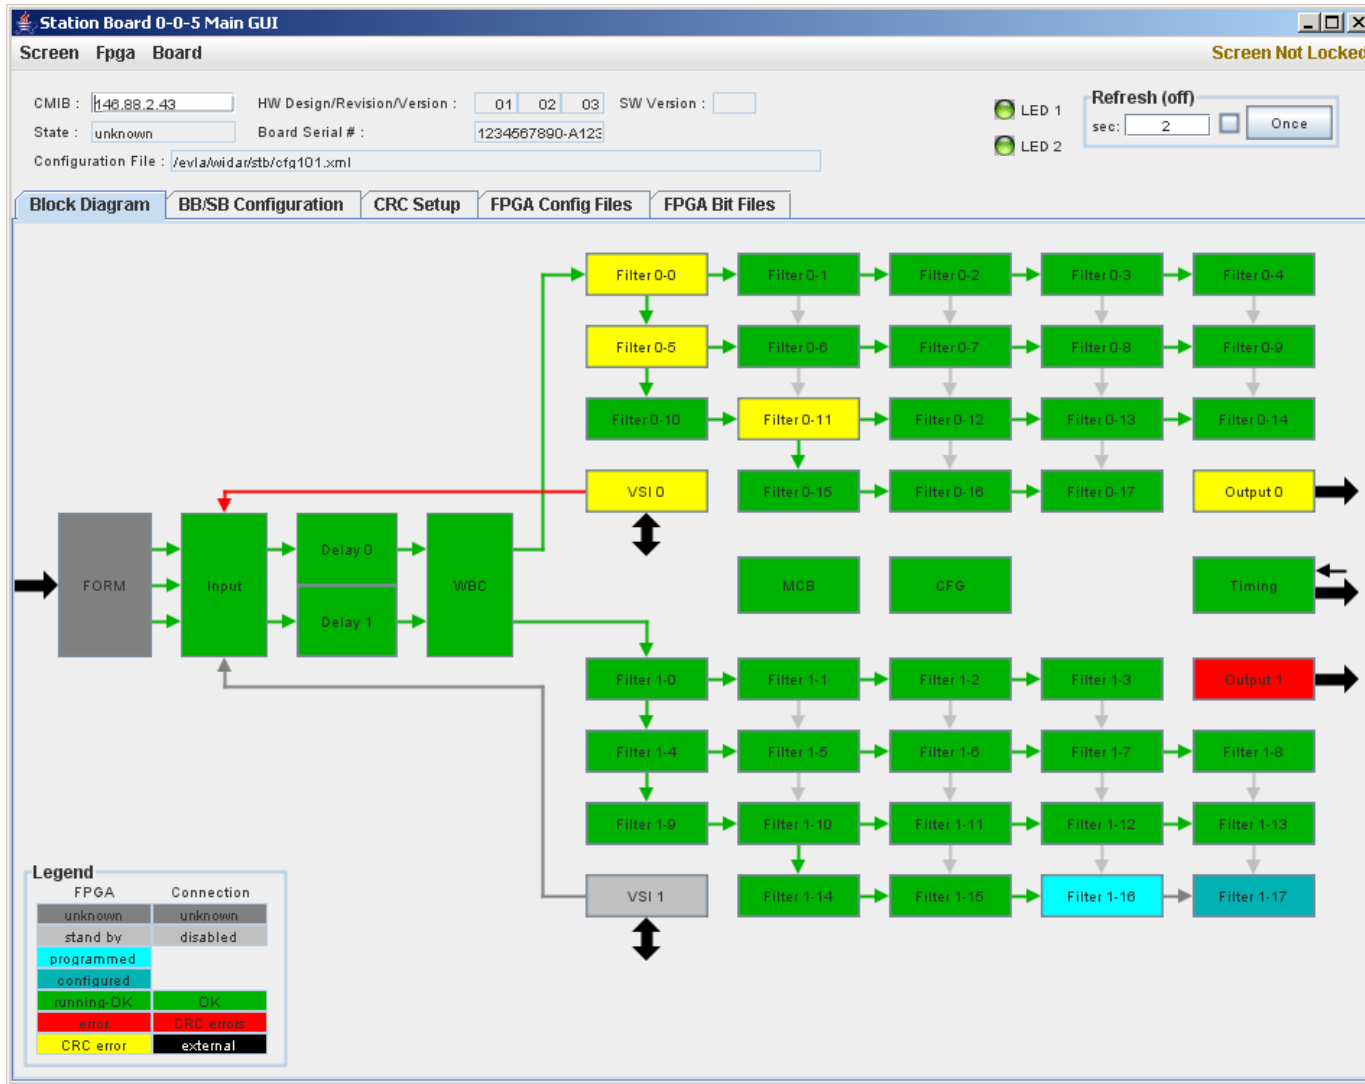 Station Board 0-0-5 Main GUI
Screen Fpga Board Screen Not Locked
CMIB : 146.88.2.43 HW Design/Revision/Version : 01 02 03 SW Version : LED 1 Refresh (off)
sec: 2 Once
State : unknown Board Serial # : 1234567890-A123 LED 2
Configuration File : /evla/widar/stb/cfg101.xml
Block Diagram BB/SB Configuration CRC Setup FPGA Config Files FPGA Bit Files
Filter 0-0 Filter 0-1 Filter 0-2 Filter 0-3 Filter 0-4
Filter 0-5 Filter 0-6 Filter 0-7 Filter 0-8 Filter 0-9
Filter 0-10 Filter 0-11 Filter 0-12 Filter 0-13 Filter 0-14
VSI 0 Filter 0-15 Filter 0-16 Filter 0-17 Output 0
Delay 0
FORM Input WBC MCB CFG Timing
Delay 1
Filter 1-0 Filter 1-1 Filter 1-2 Filter 1-3 Output 1
Filter 1-4 Filter 1-5 Filter 1-6 Filter 1-7 Filter 1-8
Filter 1-9 Filter 1-10 Filter 1-11 Filter 1-12 Filter 1-13
VSI 1 Filter 1-14 Filter 1-15 Filter 1-16 Filter 1-17
Legend
FPGA Connection
unknown unknown
stand by disabled
programmed
configured
running-OK OK
error CRC errors
CRC error external